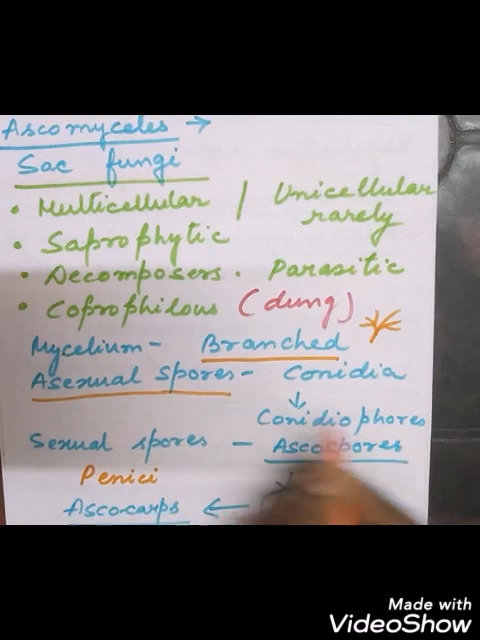 Ascomycetes →
Sac fungi
• Multicellular / Unicellular rarely
• Saprophytic
• Decomposers • Parasitic
• Coprophilous (dung)
Mycelium - Branched
Asexual spores - Conidia
↓
Conidiophores
Sexual spores - Ascospores
Penici
Ascocarps ←
Made with
VideoShow